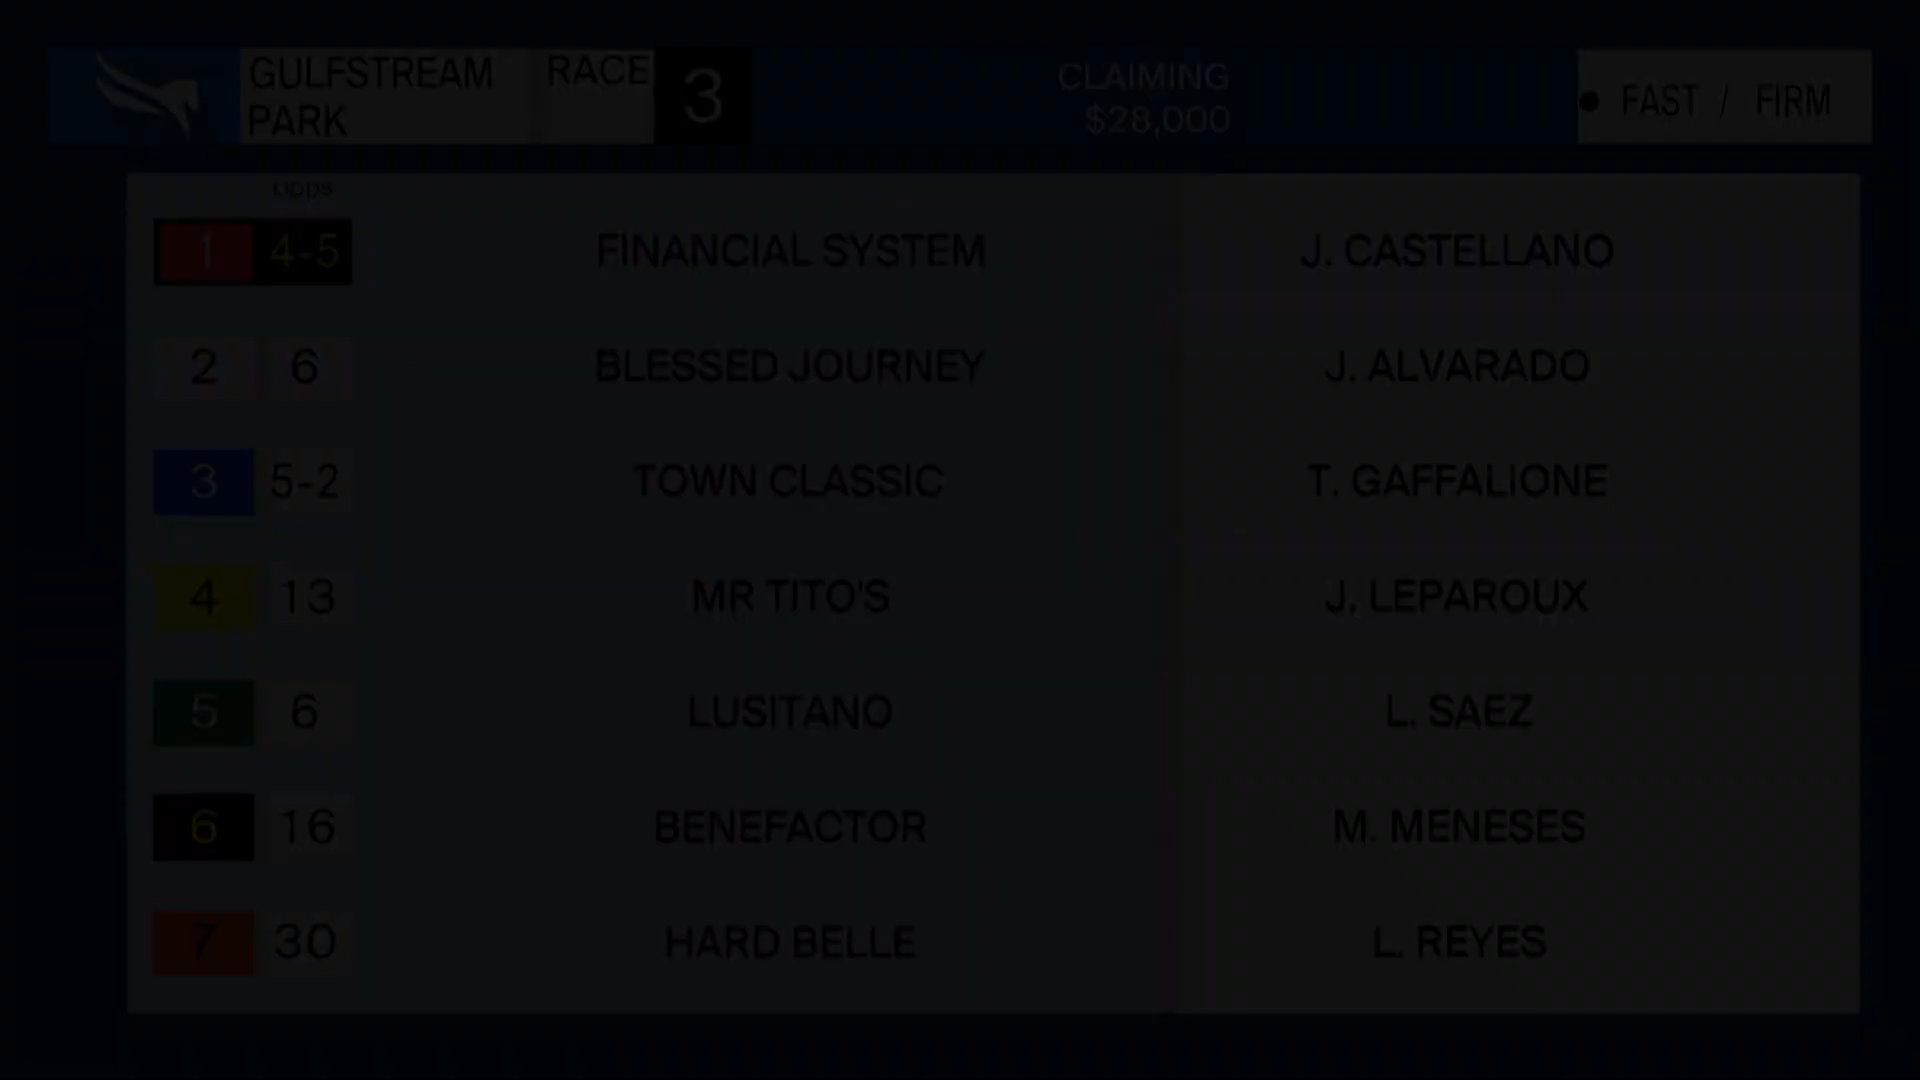 GULFSTREAM PARK RACE 3
CLAIMING
$28,000
FAST / FIRM
Odds
1 4-5 FINANCIAL SYSTEM J. CASTELLANO
2 6 BLESSED JOURNEY J. ALVARADO
3 5-2 TOWN CLASSIC T. GAFFALIONE
4 13 MR TITO'S J. LEPAROUX
5 6 LUSITANO L. SAEZ
6 16 BENEFACTOR M. MENESES
7 30 HARD BELLE L. REYES